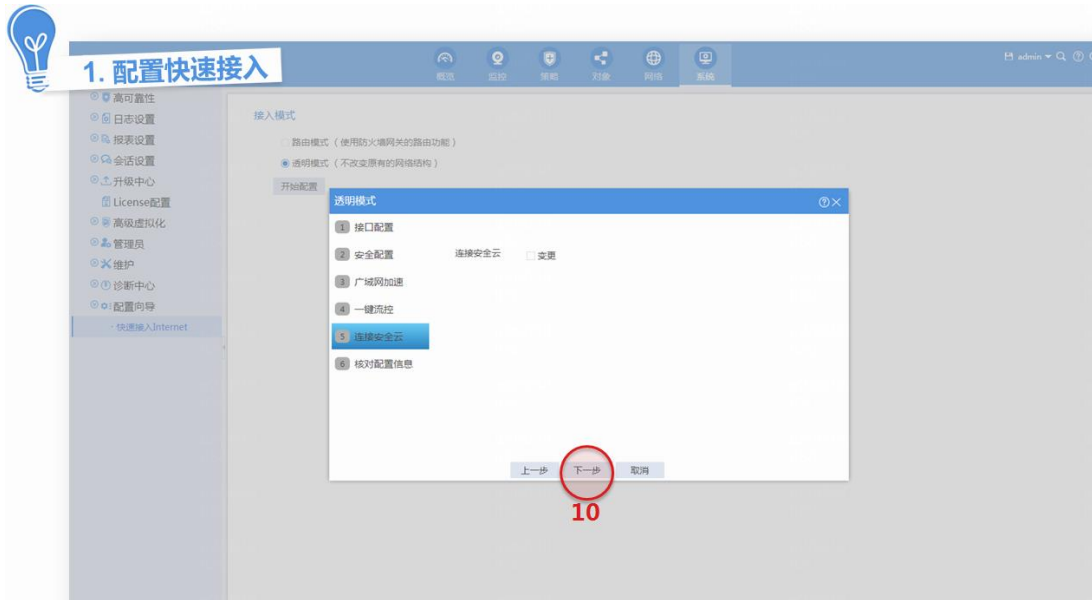 1. 配置快速接入
概览
监控
策略
对象
网络
系统
admin
高可靠性
日志设置
报表设置
会话设置
升级中心
License配置
高级虚拟化
管理员
维护
诊断中心
配置向导
快速接入Internet
接入模式
路由模式（使用防火墙网关的路由功能）
透明模式（不改变原有的网络结构）
开始配置
透明模式
1 接口配置
2 安全配置
连接安全云 变更
3 广域网加速
4 一键流控
5 连接安全云
6 核对配置信息
上一步 下一步 取消
10